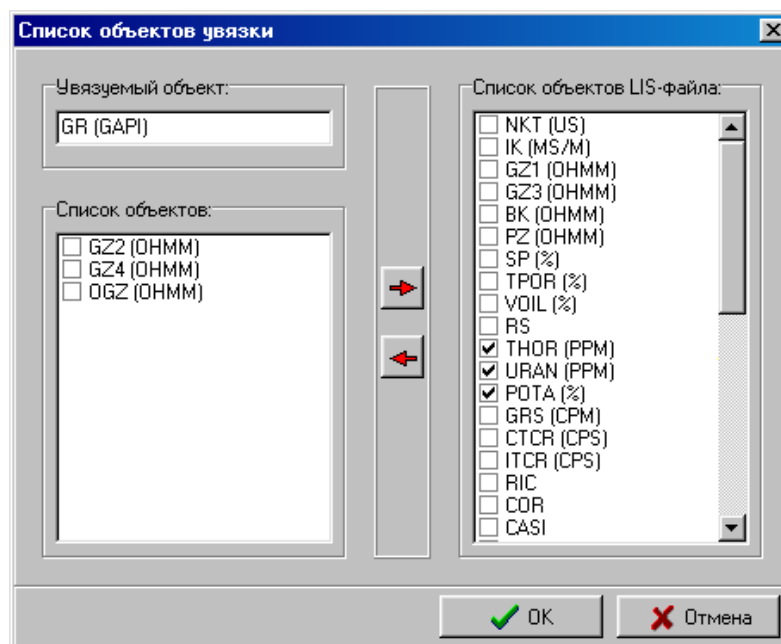 Список объектов увязки
Увязуемый объект:
GR (GAPI)
Список объектов:
GZ2 (OHMM)
GZ4 (OHMM)
OGZ (OHMM)
Список объектов LIS-файла:
NKT (US)
IK (MS/M)
GZ1 (OHMM)
GZ3 (OHMM)
BK (OHMM)
PZ (OHMM)
SP (%)
TPOR (%)
VOIL (%)
RS
THOR (PPM)
URAN (PPM)
POTA (%)
GRS (CPM)
CTCR (CPS)
ITCR (CPS)
RIC
COR
CASI
OK
Отмена